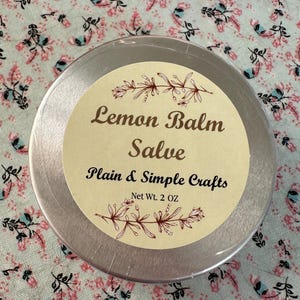 Lemon Balm
Salve
Plain & Simple Crafts
Net Wt. 2 OZ